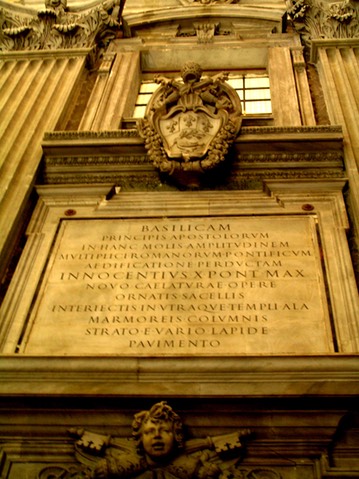 BASILICAM
PRINCIPIS APOSTOLORUM
IN HANC MOLIS AMPLITVDINEM
MVLTIPLICI ROMANORVM PONTIFICVM
AEDIFICATIONE PERDVCTAM
INNOCENTIVS.X.PONT.MAX.
NOVO CAELATVRAE OPERE
ORNATIS SACELLIS
INTERIECTIS IN VTRAQVE TEMPLI ALA
MARMOREIS COLVMNIS
STRATO E VARIO LAPIDE
PAVIMENTO